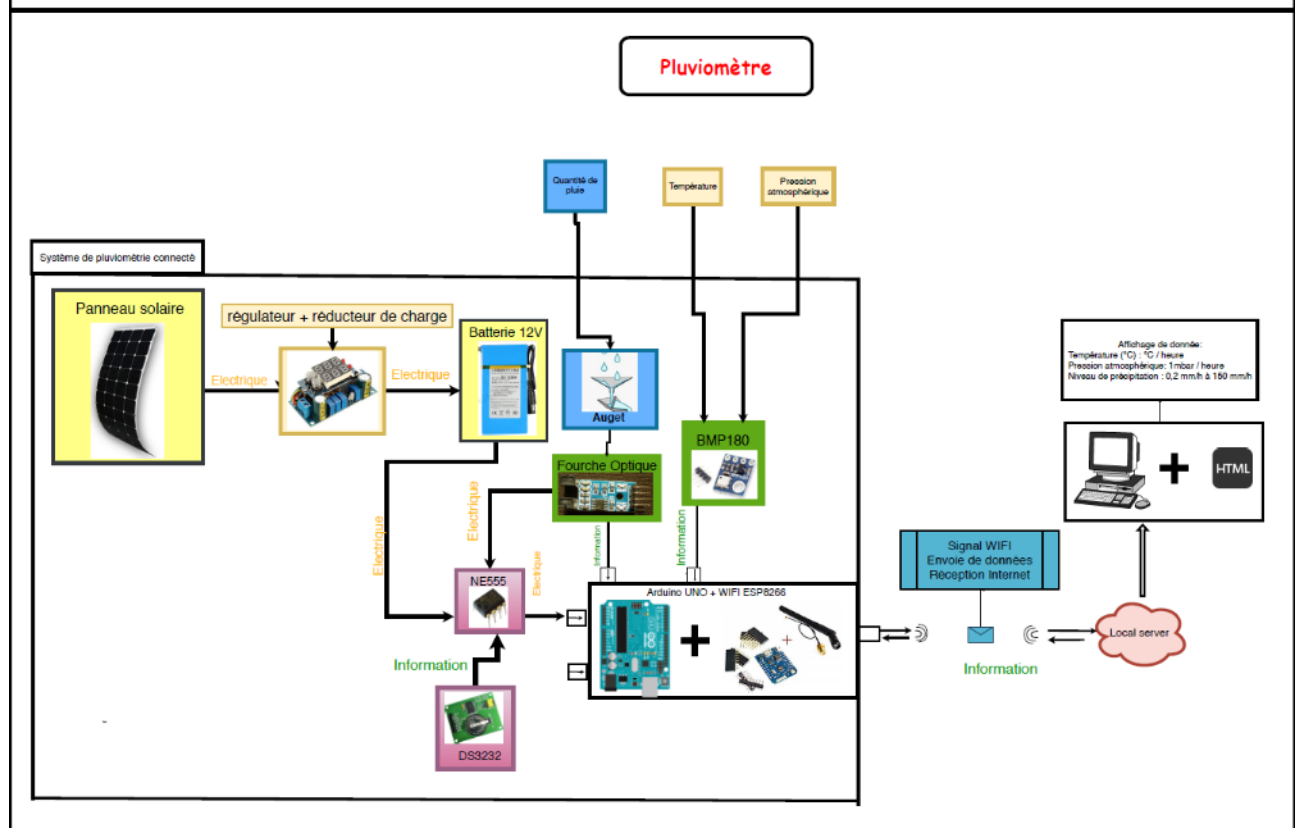 Pluviomètre
Quantité de
pluie
Température
Pression
atmosphérique
Système de pluviométrie connecté
Panneau solaire
régulateur + réducteur de charge
Batterie 12V
Electrique
Electrique
Auget
BMP180
Fourche Optique
Affichage de donnée:
Température (°C) : °C / heure
Pression atmosphérique: 1mbar / heure
Niveau de précipitation : 0,2 mm/h à 150 mm/h
HTML
Electrique
Electrique
Electrique
Information
Information
NE555
Arduino UNO + WIFI ESP8266
Signal WIFI
Envoie de données
Réception Internet
Local server
Information
Information
DS3232